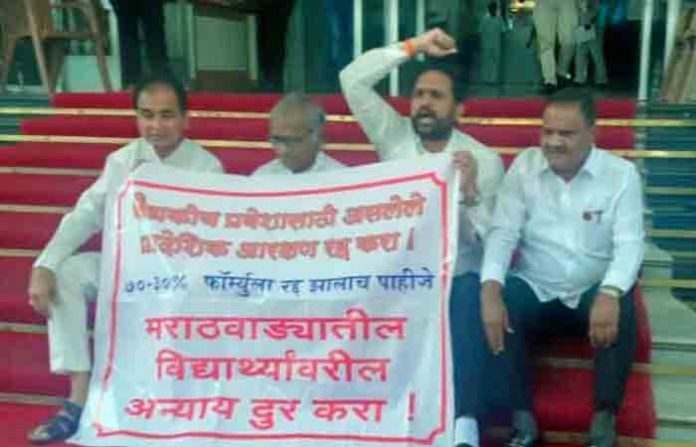 वैद्यकीय प्रवेशासाठी असलेले
प्रादेशिक आरक्षण रद्द करा !
७०-३०% फॉर्म्युला रद्द झालाच पाहीजे
मराठवाड्यातील
विद्यार्थ्यांवरील
अन्याय दुर करा !